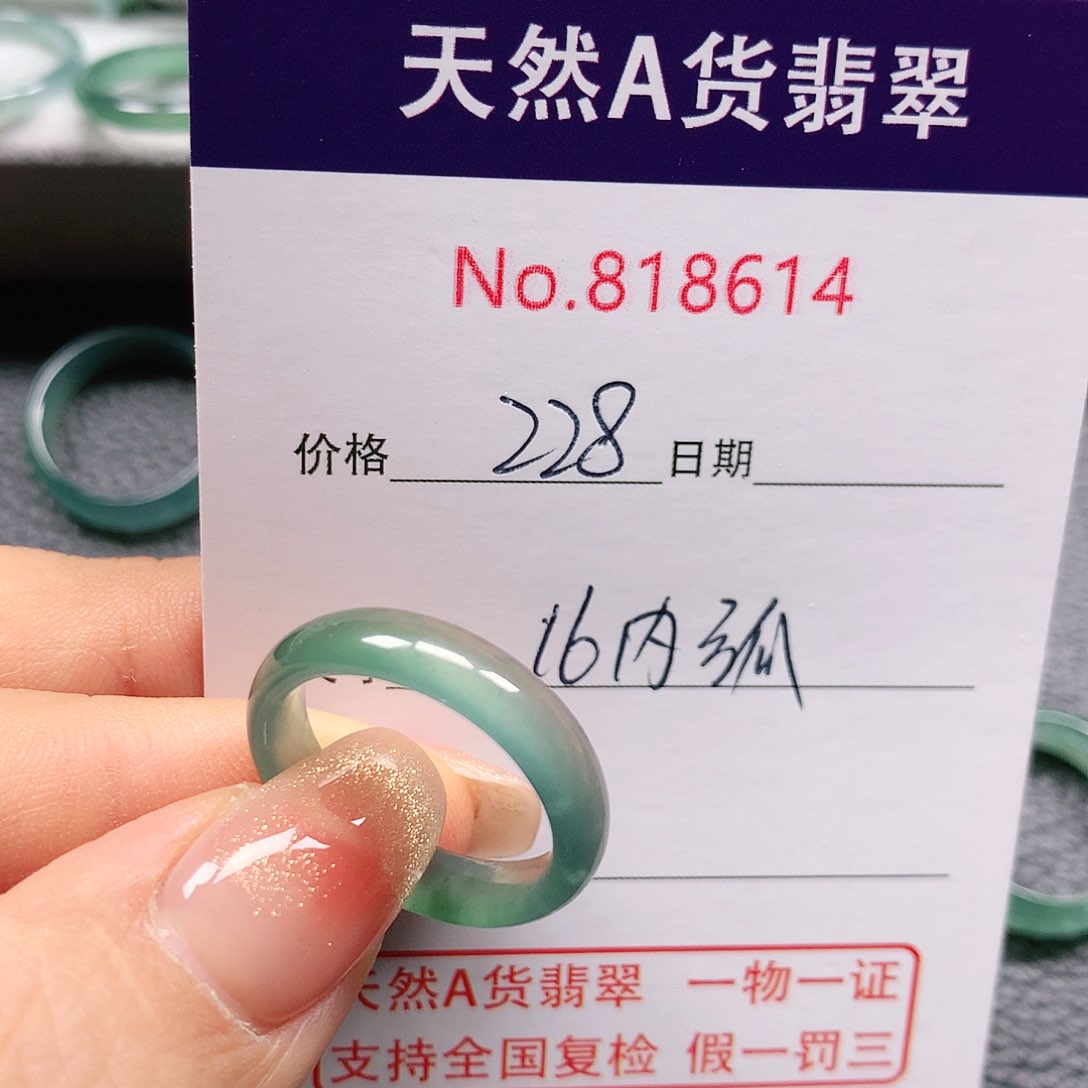 天然A货翡翠
No.818614
价格 228 日期
16内弧
天然A货翡翠 一物一证
支持全国复检 假一罚三